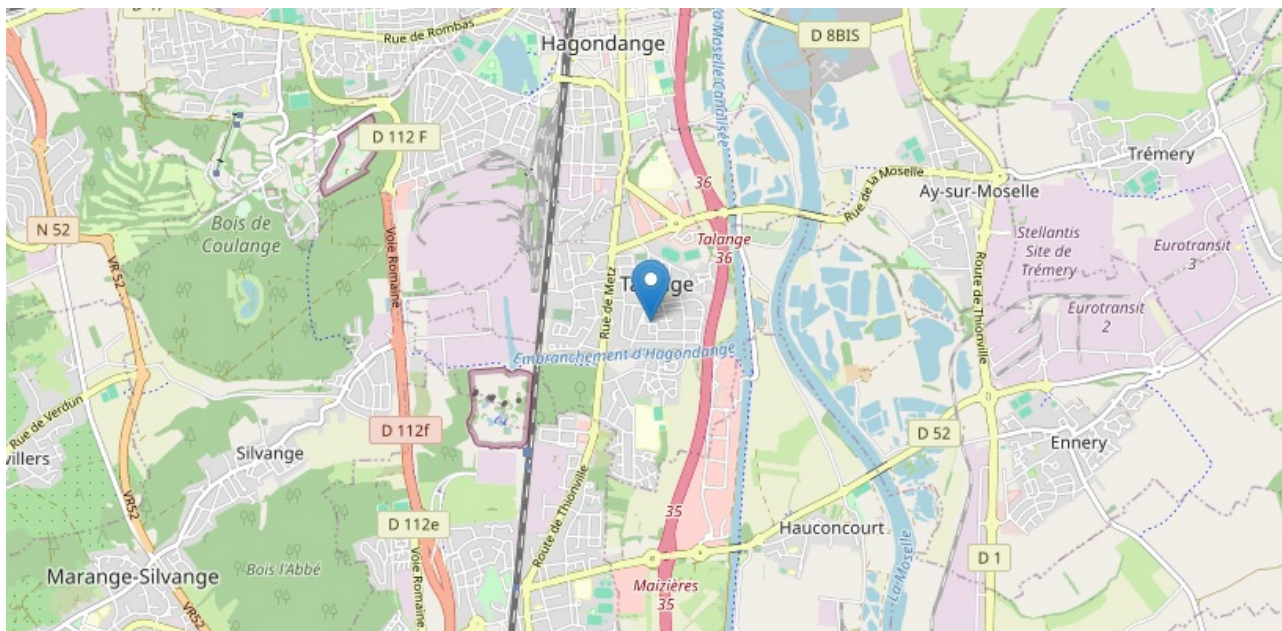 Rue de Rombas
Hagondange
D 8BIS
La Moselle Canalisée
D 112 F
36
Trémery
Rue de la Moselle
Ay-sur-Moselle
N 52
Bois de
Coulange
VR 52
Voie Romaine
Talange
36
Stellantis
Site de
Trémery
Eurotransit
3
Rue de Metz
Route de Thionville
Eurotransit
2
Embranchement d'Hagondange
Rue de Verdun
D 112f
D 52
villers
Silvange
Ennery
VR52
D 112e
Route de Thionville
35
Hauconcourt
La Moselle
Marange-Silvange
Bois l'Abbé
Voie Romaine
Maizières
35
D 1
VR52